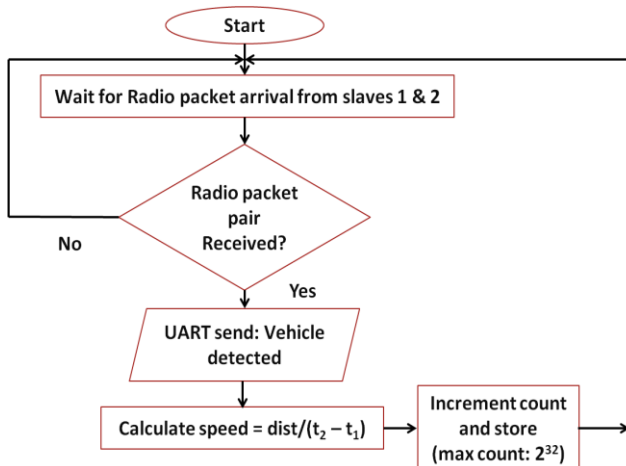 Start
Wait for Radio packet arrival from slaves 1 & 2
Radio packet
pair
Received?
No
Yes
UART send: Vehicle
detected
Calculate speed = dist/(t₂ – t₁)
Increment count
and store
(max count: 2³²)